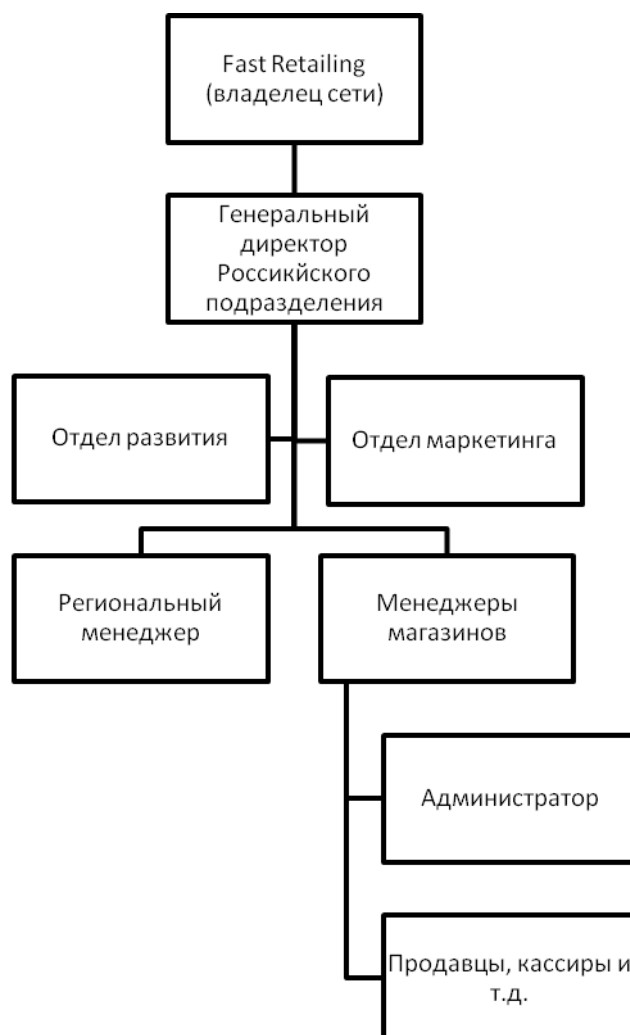 Fast Retailing
(владелец сети)
Генеральный
директор
Россикйского
подразделения
Отдел развития
Отдел маркетинга
Региональный
менеджер
Менеджеры
магазинов
Администратор
Продавцы, кассиры и
т.д.